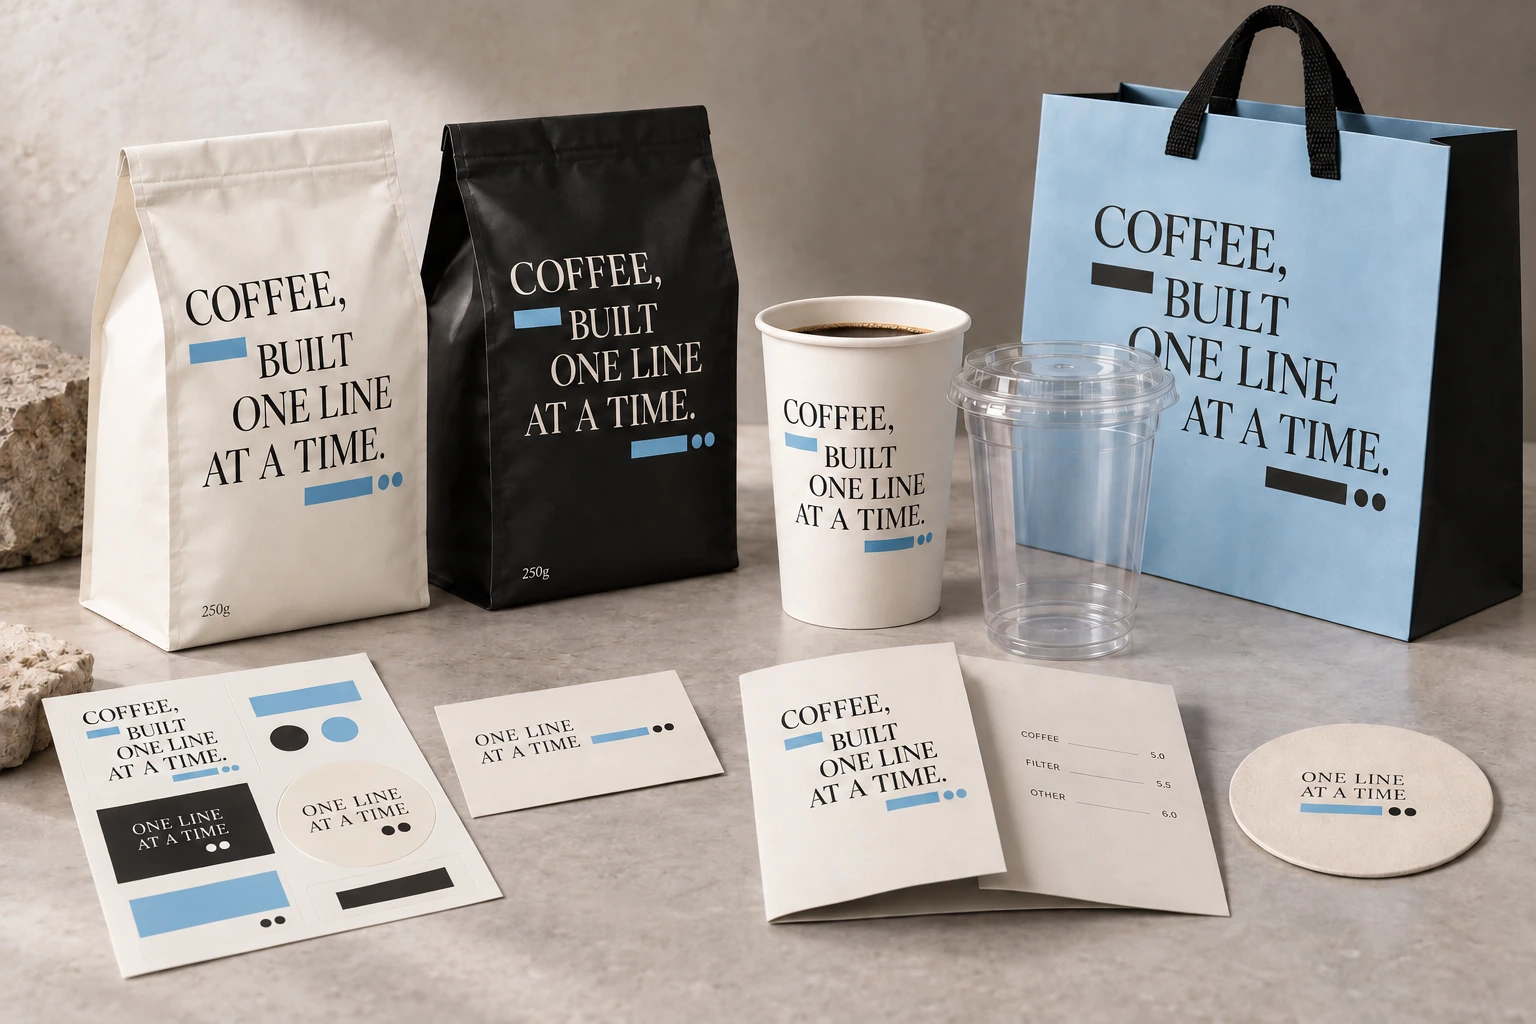 COFFEE,
BUILT
ONE LINE
AT A TIME.
250g
COFFEE,
BUILT
ONE LINE
AT A TIME.
250g
COFFEE,
BUILT
ONE LINE
AT A TIME.
COFFEE,
BUILT
ONE LINE
AT A TIME.
COFFEE,
BUILT
ONE LINE
AT A TIME.
ONE LINE
AT A TIME
ONE LINE
AT A TIME
ONE LINE
AT A TIME
COFFEE,
BUILT
ONE LINE
AT A TIME.
COFFEE 5.0
FILTER 5.5
OTHER 6.0
ONE LINE
AT A TIME